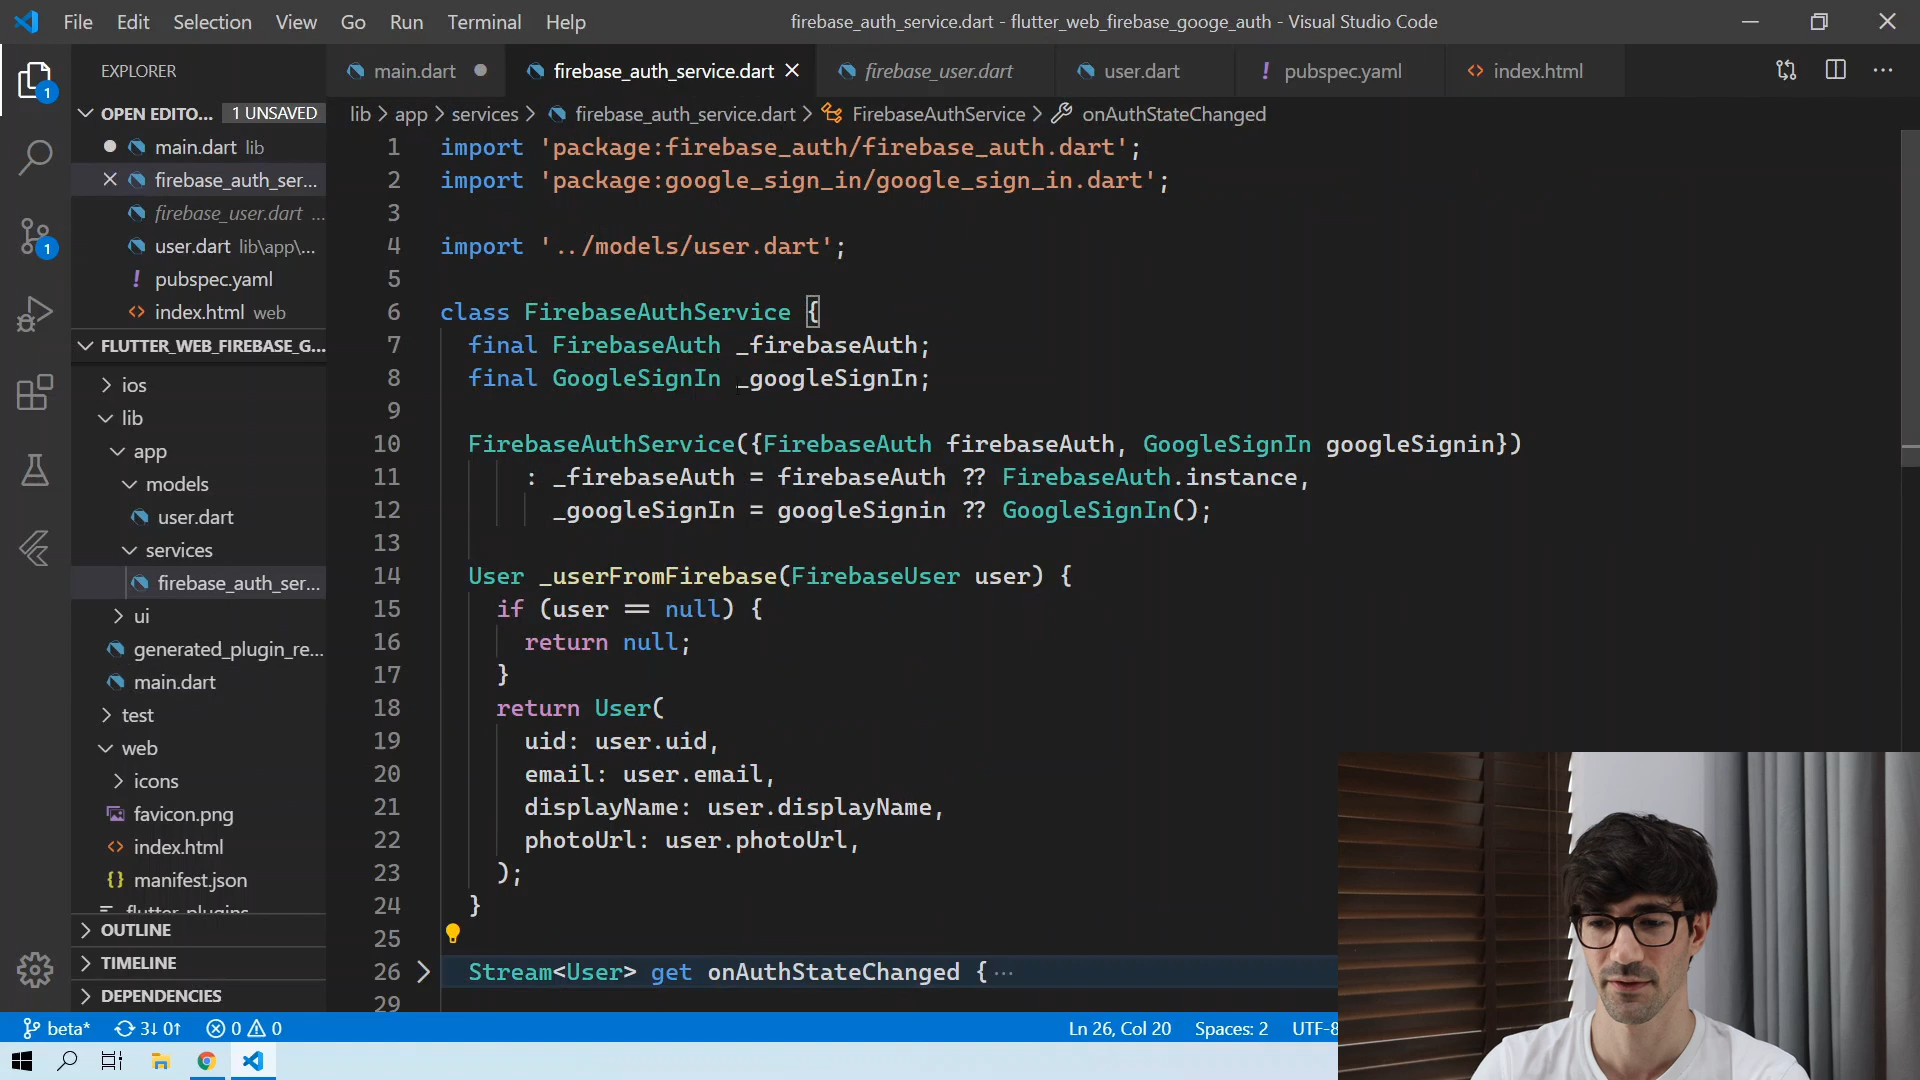 File Edit Selection View Go Run Terminal Help
firebase_auth_service.dart - flutter_web_firebase_googe_auth - Visual Studio Code
EXPLORER
main.dart
firebase_auth_service.dart
firebase_user.dart
user.dart
pubspec.yaml
index.html
OPEN EDITO... 1 UNSAVED
lib > app > services > firebase_auth_service.dart > FirebaseAuthService > onAuthStateChanged
main.dart lib
firebase_auth_ser...
firebase_user.dart ...
user.dart lib\app\...
pubspec.yaml
index.html web
FLUTTER_WEB_FIREBASE_G...
ios
lib
app
models
user.dart
services
firebase_auth_ser...
ui
generated_plugin_re...
main.dart
test
web
icons
favicon.png
index.html
manifest.json
OUTLINE
TIMELINE
DEPENDENCIES
1 import 'package:firebase_auth/firebase_auth.dart';
2 import 'package:google_sign_in/google_sign_in.dart';
3
4 import '../models/user.dart';
5
6 class FirebaseAuthService {
7 final FirebaseAuth _firebaseAuth;
8 final GoogleSignIn _googleSignIn;
9
10 FirebaseAuthService({FirebaseAuth firebaseAuth, GoogleSignIn googleSignin})
11 : _firebaseAuth = firebaseAuth ?? FirebaseAuth.instance,
12 _googleSignIn = googleSignin ?? GoogleSignIn();
13
14 User _userFromFirebase(FirebaseUser user) {
15 if (user == null) {
16 return null;
17 }
18 return User(
19 uid: user.uid,
20 email: user.email,
21 displayName: user.displayName,
22 photoUrl: user.photoUrl,
23 );
24 }
25
26 Stream<User> get onAuthStateChanged {...
29
beta* 3↓ 0↑ 0 0
Ln 26, Col 20 Spaces: 2 UTF-8